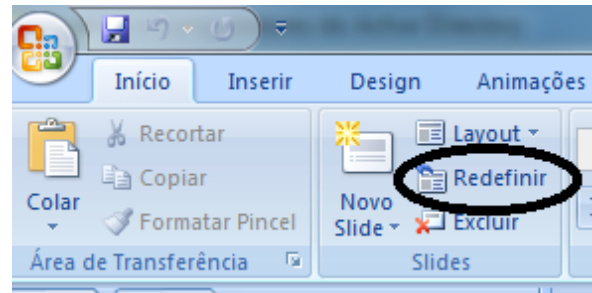 Início Inserir Design Animações
Recortar
Copiar
Formatar Pincel
Colar
Área de Transferência
Novo Slide
Layout
Redefinir
Excluir
Slides